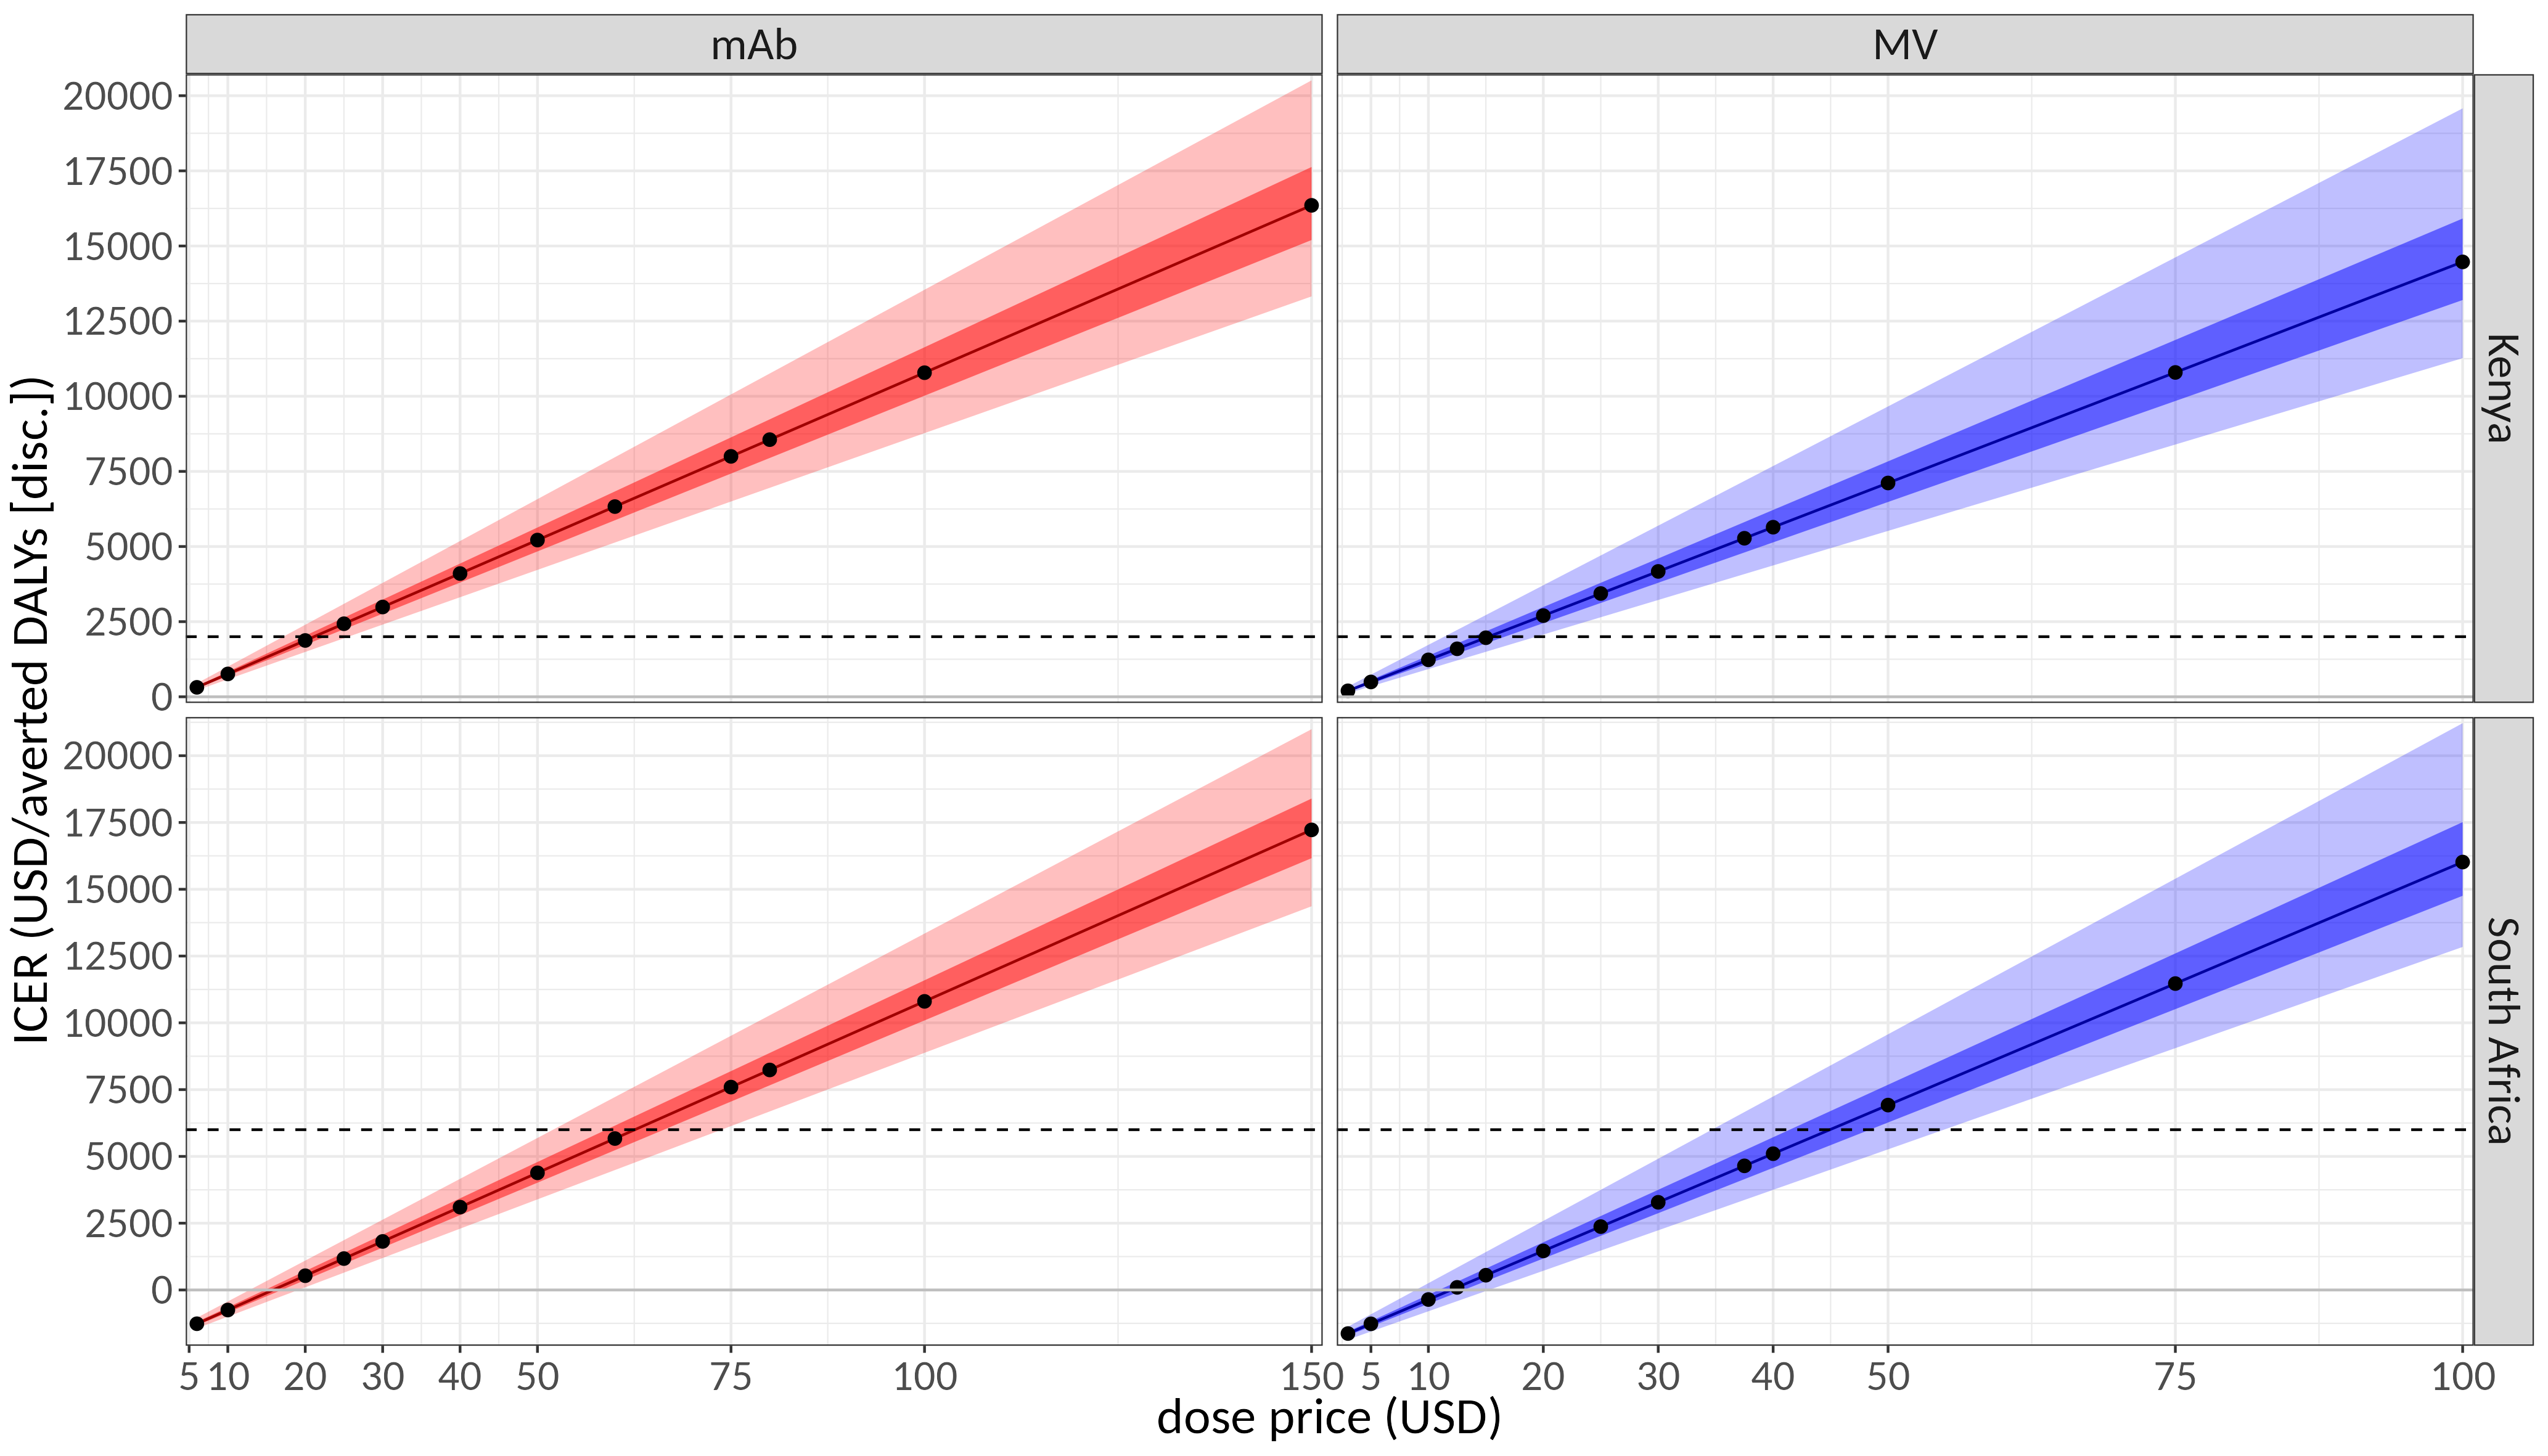 mAb
MV
ICER (USD/averted DALYs [disc.])
20000
17500
15000
12500
10000
7500
5000
2500
0
Kenya
20000
17500
15000
12500
10000
7500
5000
2500
0
South Africa
5 10 20 30 40 50 75 100 150
5 10 20 30 40 50 75 100
dose price (USD)